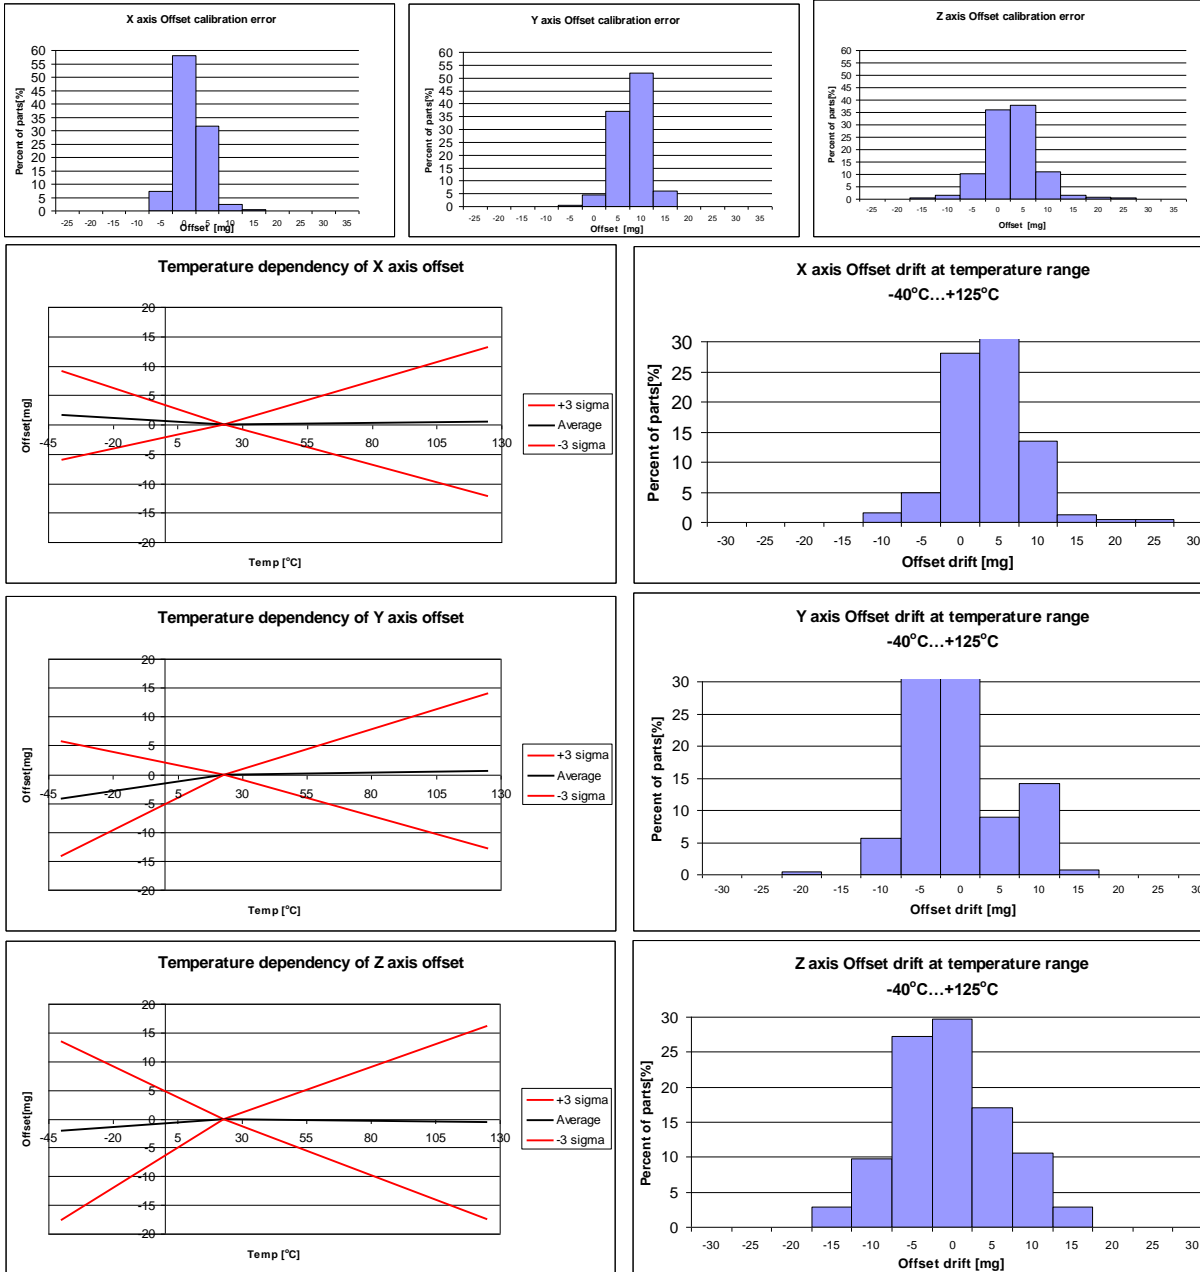 X axis Offset calibration error
Percent of parts[%]
60
55
50
45
40
35
30
25
20
15
10
5
0
-25 -20 -15 -10 -5 0 5 10 15 20 25 30 35
Offset [mg]
Y axis Offset calibration error
Percent of parts[%]
60
55
50
45
40
35
30
25
20
15
10
5
0
-25 -20 -15 -10 -5 0 5 10 15 20 25 30 35
Offset [mg]
Z axis Offset calibration error
Percent of parts[%]
60
55
50
45
40
35
30
25
20
15
10
5
0
-25 -20 -15 -10 -5 0 5 10 15 20 25 30 35
Offset [mg]
Temperature dependency of X axis offset
Offset[mg]
20
15
10
5
0
-5
-10
-15
-20
-45 -20 5 30 55 80 105 130
Temp [°C]
+3 sigma
Average
-3 sigma
X axis Offset drift at temperature range
-40°C...+125°C
Percent of parts[%]
30
25
20
15
10
5
0
-30 -25 -20 -15 -10 -5 0 5 10 15 20 25 30
Offset drift [mg]
Temperature dependency of Y axis offset
Offset[mg]
20
15
10
5
0
-5
-10
-15
-20
-45 -20 5 30 55 80 105 130
Temp [°C]
+3 sigma
Average
-3 sigma
Y axis Offset drift at temperature range
-40°C...+125°C
Percent of parts[%]
30
25
20
15
10
5
0
-30 -25 -20 -15 -10 -5 0 5 10 15 20 25 30
Offset drift [mg]
Temperature dependency of Z axis offset
Offset[mg]
20
15
10
5
0
-5
-10
-15
-20
-45 -20 5 30 55 80 105 130
Temp [°C]
+3 sigma
Average
-3 sigma
Z axis Offset drift at temperature range
-40°C...+125°C
Percent of parts[%]
30
25
20
15
10
5
0
-30 -25 -20 -15 -10 -5 0 5 10 15 20 25 30
Offset drift [mg]